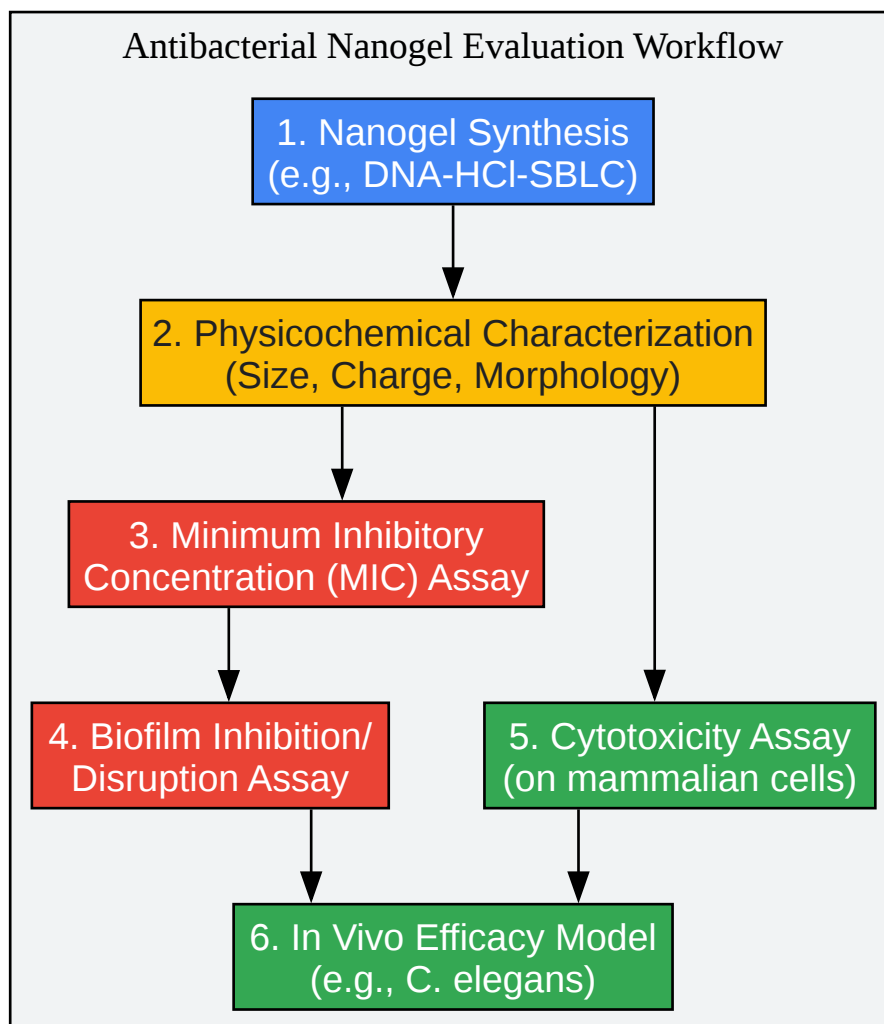 Antibacterial Nanogel Evaluation Workflow
1. Nanogel Synthesis
(e.g., DNA-HCl-SBLC)
2. Physicochemical Characterization
(Size, Charge, Morphology)
3. Minimum Inhibitory
Concentration (MIC) Assay
4. Biofilm Inhibition/
Disruption Assay
5. Cytotoxicity Assay
(on mammalian cells)
6. In Vivo Efficacy Model
(e.g., C. elegans)